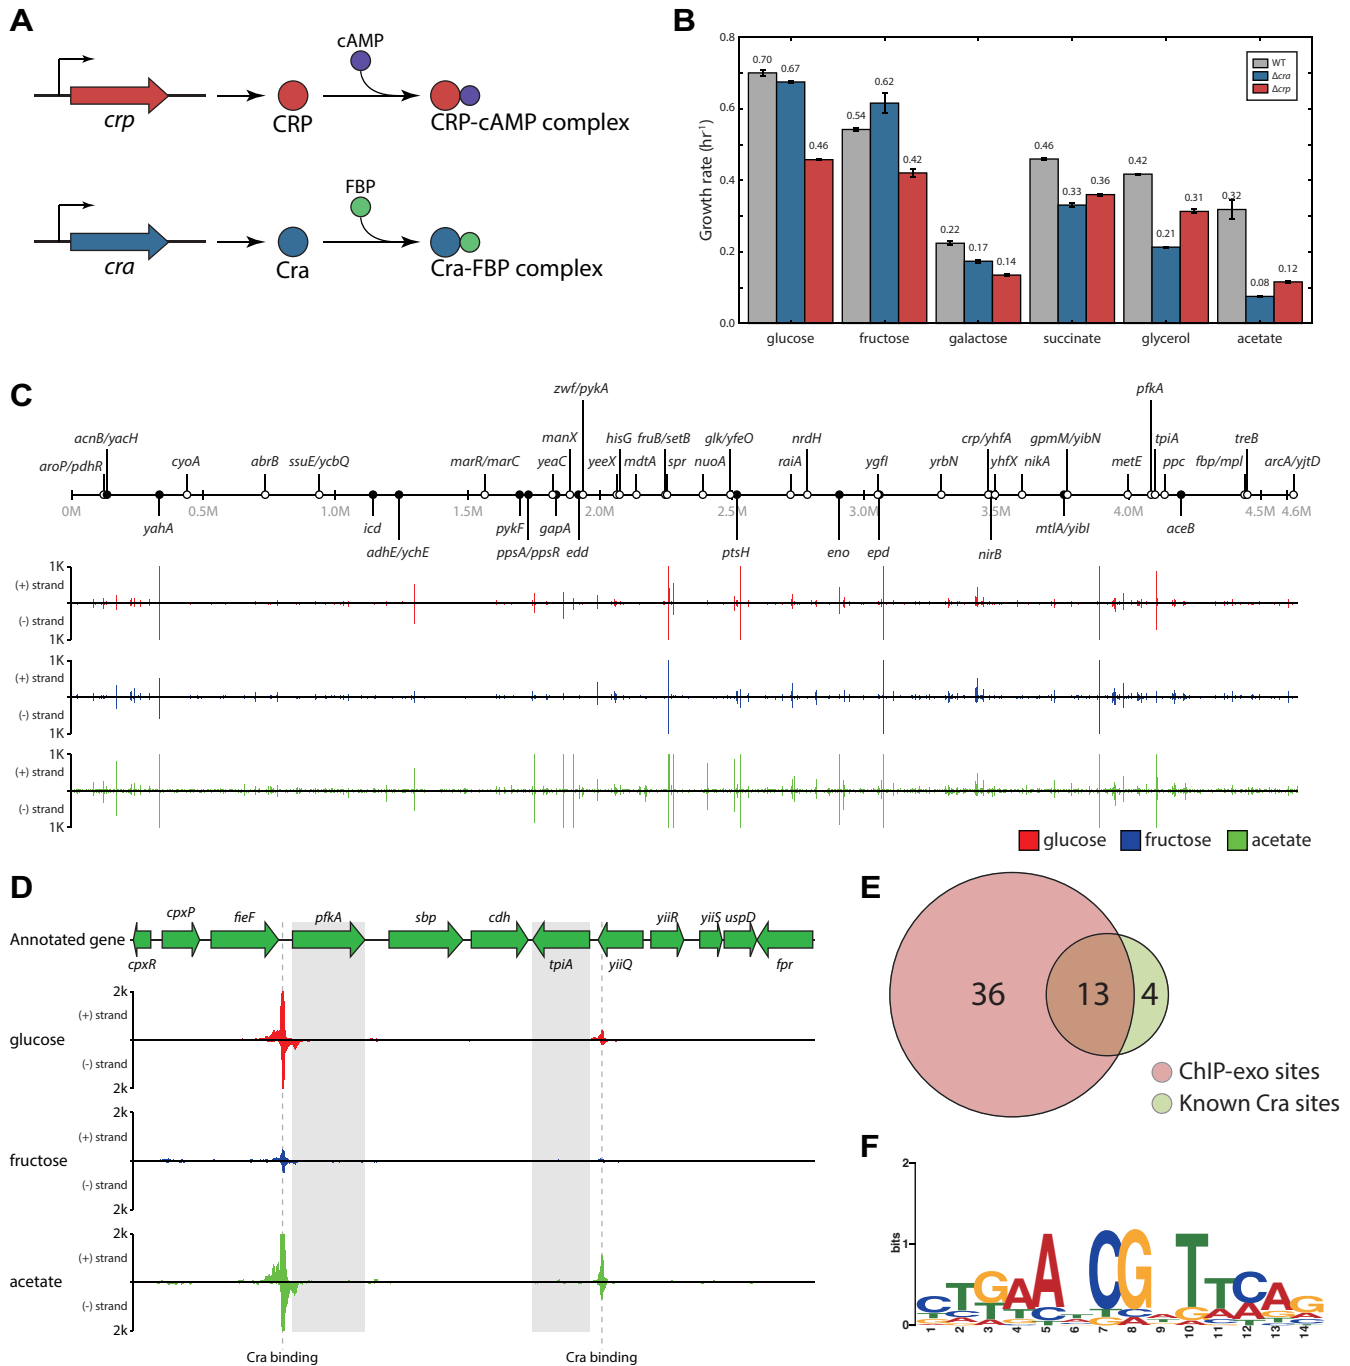 A
crp
CRP
cAMP
CRP-cAMP complex
cra
Cra
FBP
Cra-FBP complex
B
Growth rate (hr⁻¹)
0.8
0.6
0.4
0.2
0.0
0.70
0.67
0.46
0.54
0.62
0.42
0.22
0.17
0.14
0.46
0.33
0.36
0.42
0.21
0.31
0.32
0.08
0.12
WT
Δcra
Δcrp
glucose fructose galactose succinate glycerol acetate
C
zwf/pykA pfkA
acnB/yacH manX hisG fruB/setB glk/yfeO nrdH crp/yhfA gpmM/yibN tpiA treB
aroP/pdhR cyoA abrB ssuE/ycbQ marR/marC yeaC yeeX mdtA spr nuoA raiA ygfI yrbN yhfX nikA metE ppc fbp/mpl arcA/yjtD
0M 0.5M 1.0M 1.5M 2.0M 2.5M 3.0M 3.5M 4.0M 4.5M 4.6M
yahA icd pykF gapA mtlA/yibI aceB
adhE/ychE ppsA/ppsR edd ptsH eno epd nirB
1K
(+) strand
(-) strand
1K
1K
(+) strand
(-) strand
1K
1K
(+) strand
(-) strand
1K
glucose fructose acetate
D
Annotated gene
cpxP fieF pfkA sbp cdh yiiR yiiS uspD
cpxR tpiA yiiQ fpr
glucose
2k
(+) strand
(-) strand
2k
fructose
2k
(+) strand
(-) strand
2k
acetate
2k
(+) strand
(-) strand
2k
Cra binding Cra binding
E
36 13 4
ChIP-exo sites
Known Cra sites
F
bits
2
1
0
1 2 3 4 5 6 7 8 9 10 11 12 13 14